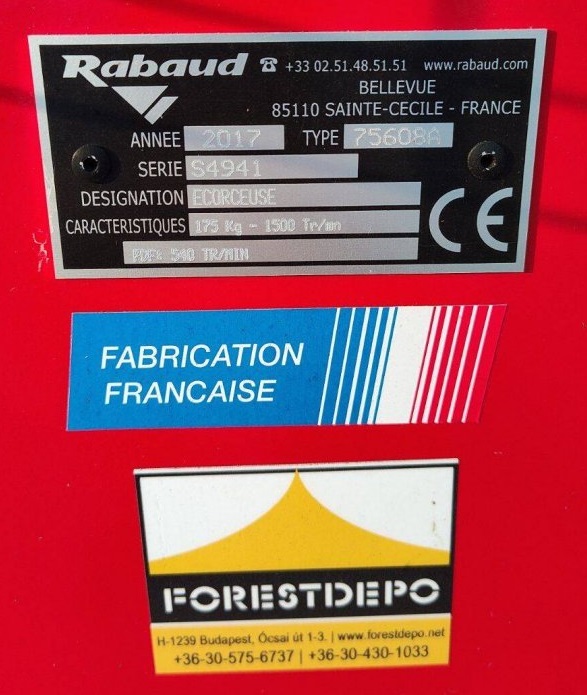 Rabaud ☎ +33 02.51.48.51.51 www.rabaud.com
BELLEVUE
85110 SAINTE-CECILE - FRANCE
ANNEE 2017 TYPE 75608A
SERIE S4941
DESIGNATION ECORCEUSE
CARACTERISTIQUES 175 Kg - 1500 Tr/mn
PDF: 540 TR/MIN
CE
FABRICATION
FRANCAISE
FORESTDEPO
H-1239 Budapest, Ócsai út 1-3. | www.forestdepo.net
+36-30-575-6737 | +36-30-430-1033